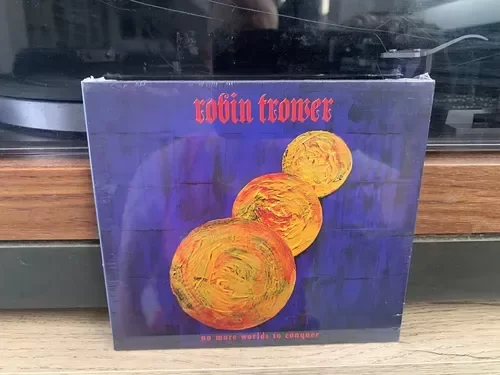 robin trower
no more worlds to conquer